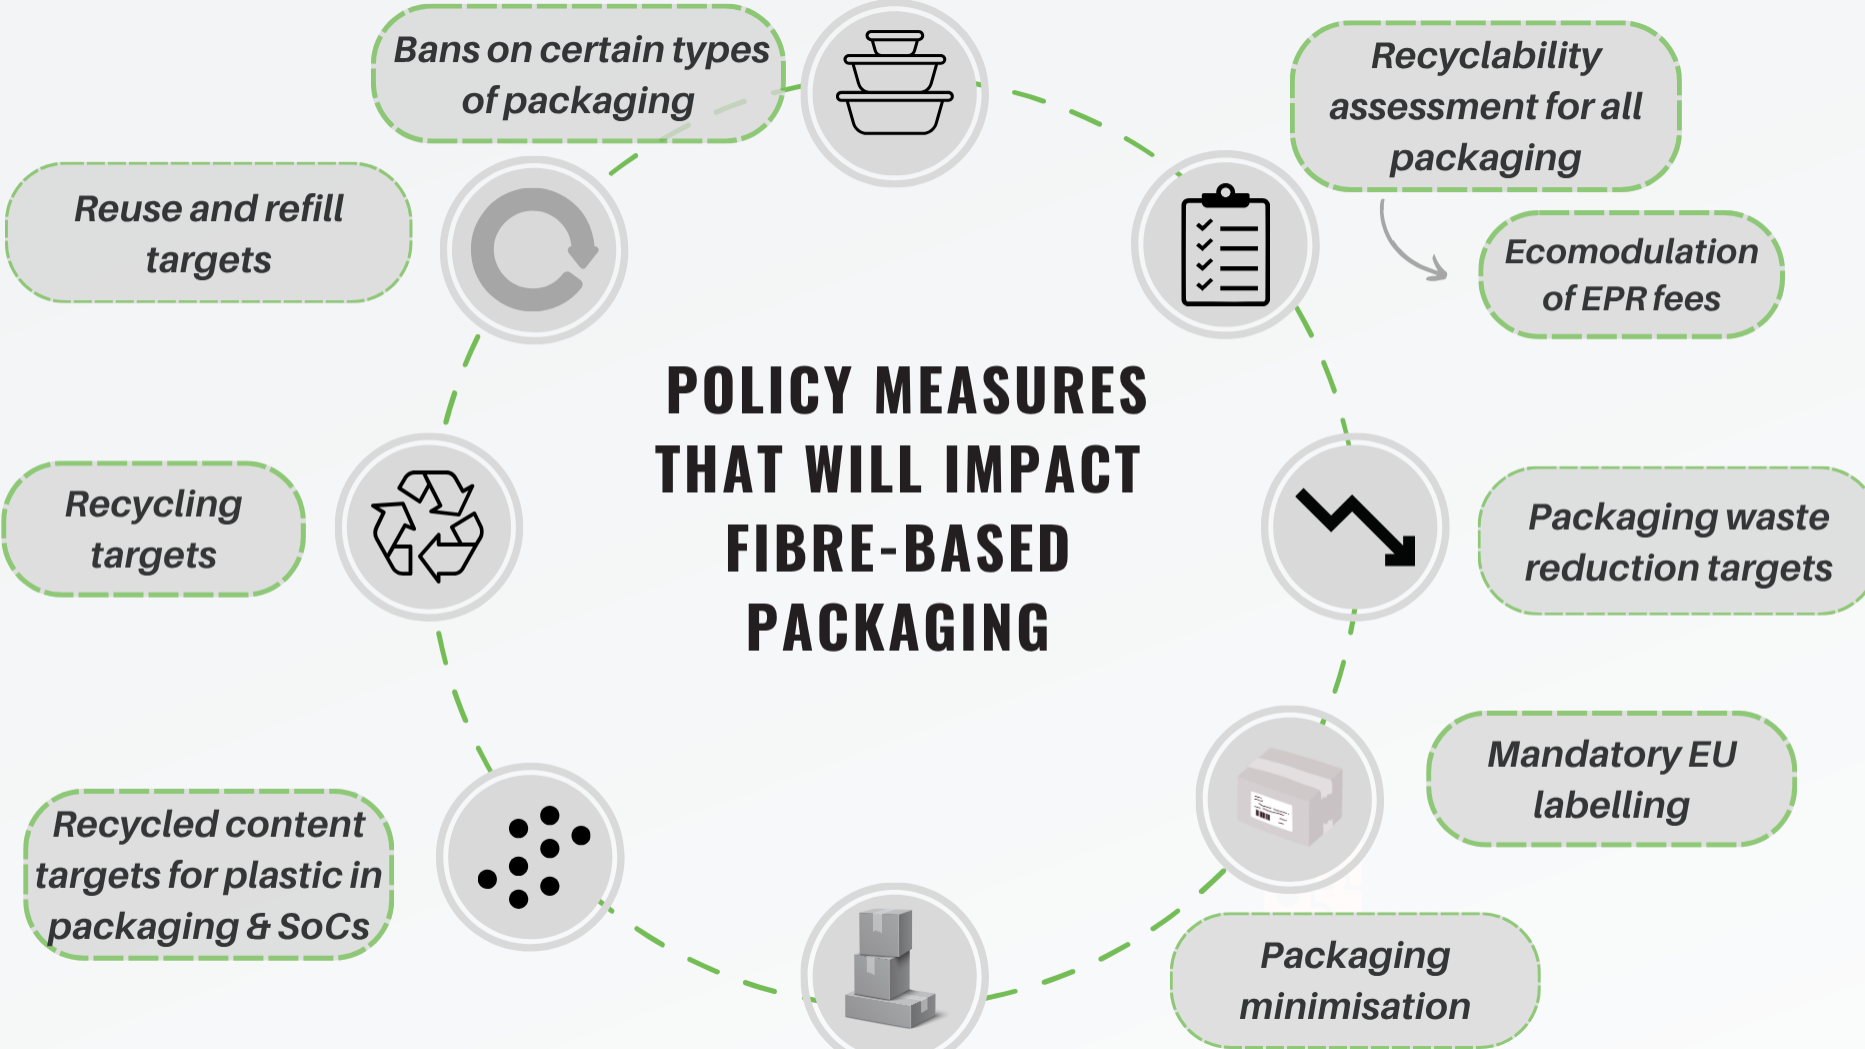 Bans on certain types
of packaging
Recyclability
assessment for all
packaging
Ecomodulation
of EPR fees
Reuse and refill
targets
POLICY MEASURES
THAT WILL IMPACT
FIBRE-BASED
PACKAGING
Recycling
targets
Packaging waste
reduction targets
Mandatory EU
labelling
Recycled content
targets for plastic in
packaging & SoCs
Packaging
minimisation